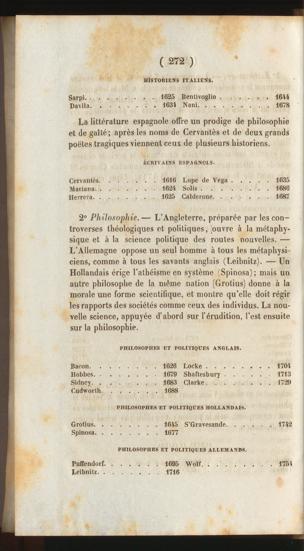 ( 272 )
HISTORIENS ITALIENS.
Sarpi. . . . . . . . . 1625 Bentivoglio . . . . . . . 1644
Davila. . . . . . . . . 1631 Nani. . . . . . . . . 1678
La littérature espagnole offre un prodige de philosophie
et de gaîté; après les noms de Cervantès et de deux grands
poëtes tragiques viennent ceux de plusieurs historiens.
ÉCRIVAINS ESPAGNOLS.
Cervantès. . . . . . . . 1616 Lope de Vega . . . . . . 1635
Mariana. . . . . . . . 1624 Solis . . . . . . . . . 1686
Herrera. . . . . . . . 1625 Calderone. . . . . . . . 1687
2° Philosophie. — L'Angleterre, préparée par les con-
troverses théologiques et politiques, ouvre à la métaphy-
sique et à la science politique des routes nouvelles. —
L'Allemagne oppose un seul homme à tous les métaphysi-
ciens, comme à tous les savants anglais (Leibnitz). — Un
Hollandais érige l'athéisme en système (Spinosa); mais un
autre philosophe de la même nation (Grotius) donne à la
morale une forme scientifique, et montre qu'elle doit régir
les rapports des sociétés comme ceux des individus. La nou-
velle science, appuyée d'abord sur l'érudition, l'est ensuite
sur la philosophie.
PHILOSOPHES ET POLITIQUES ANGLAIS.
Bacon. . . . . . . . . 1626 Locke . . . . . . . . . 1704
Hobbes. . . . . . . . . 1679 Shaftesbury . . . . . . . 1713
Sidney. . . . . . . . . 1683 Clarke . . . . . . . . . 1729
Cudworth. . . . . . . . 1688
PHILOSOPHES ET POLITIQUES HOLLANDAIS.
Grotius. . . . . . . . . 1645 S'Gravesande. . . . . . . 1742
Spinosa. . . . . . . . . 1677
PHILOSOPHES ET POLITIQUES ALLEMANDS.
Puffendorf. . . . . . . . 1695 Wolf. . . . . . . . . 1754
Leibnitz. . . . . . . . 1716